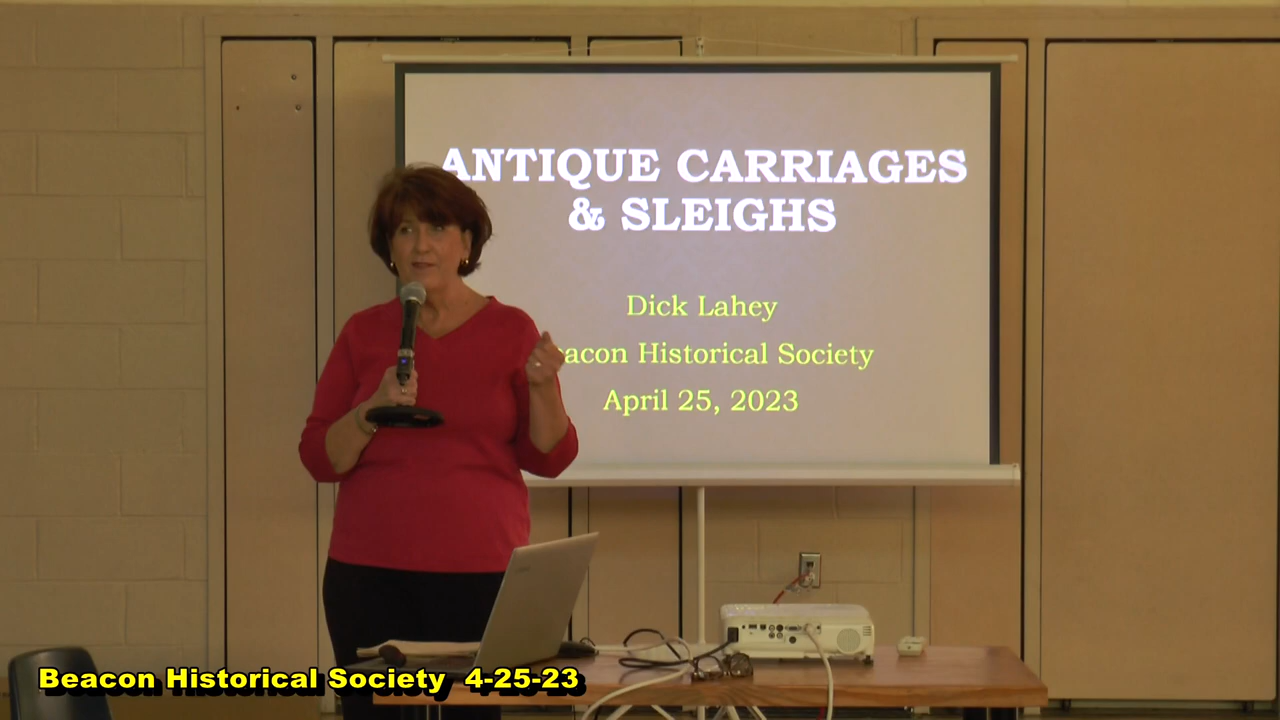 ANTIQUE CARRIAGES
& SLEIGHS
Dick Lahey
eacon Historical Society
April 25, 2023
Beacon Historical Society 4-25-23